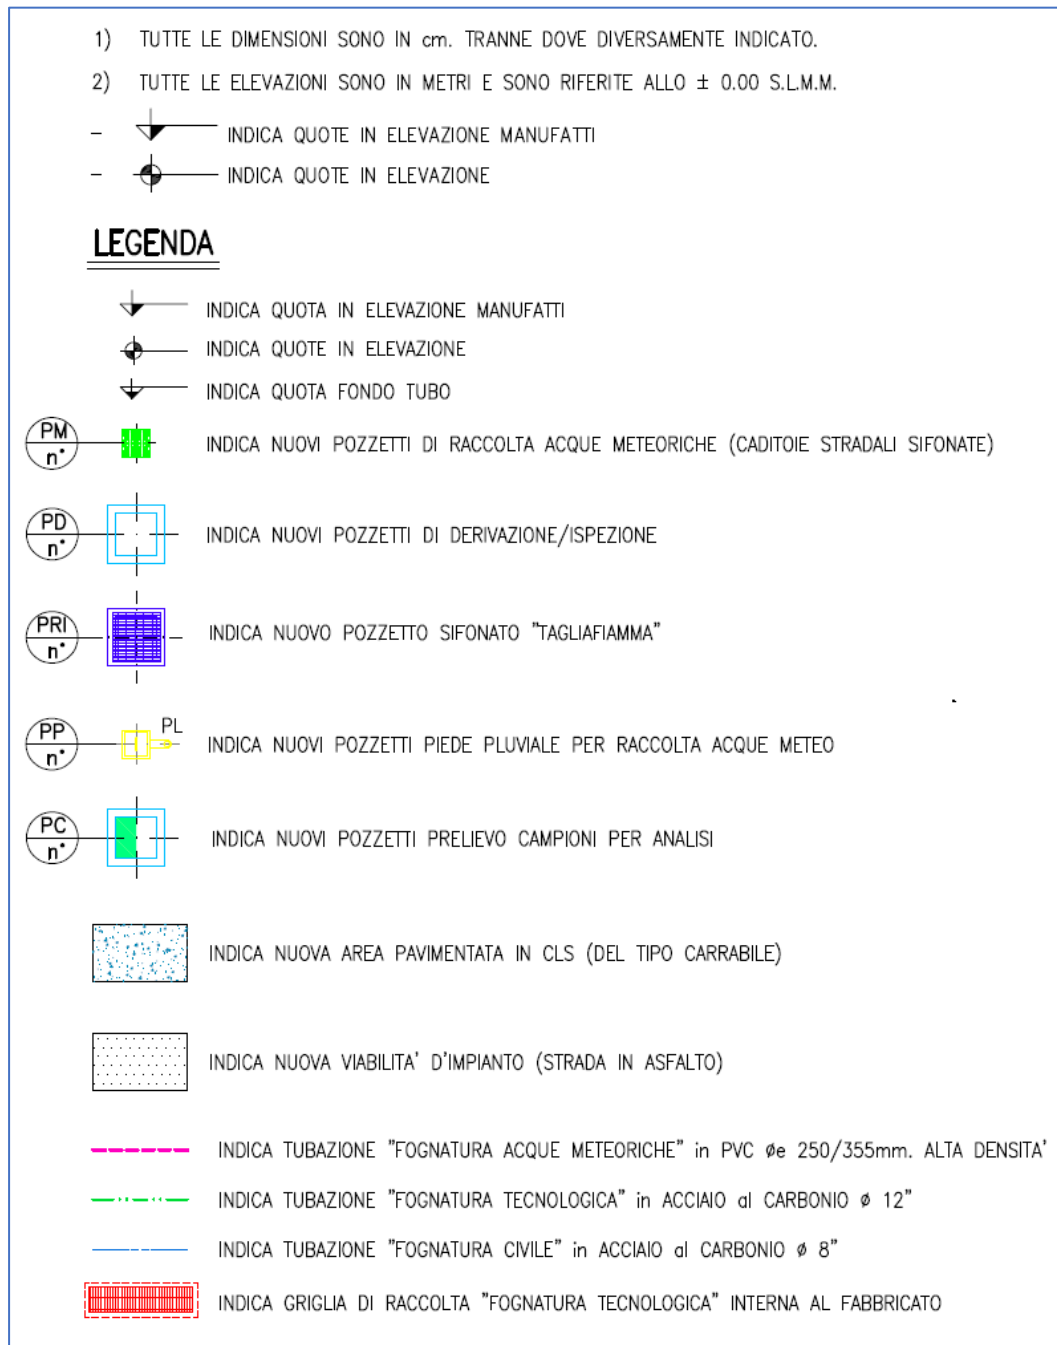 1) TUTTE LE DIMENSIONI SONO IN cm. TRANNE DOVE DIVERSAMENTE INDICATO.
2) TUTTE LE ELEVAZIONI SONO IN METRI E SONO RIFERITE ALLO ± 0.00 S.L.M.M.
– INDICA QUOTE IN ELEVAZIONE MANUFATTI
– INDICA QUOTE IN ELEVAZIONE
LEGENDA
INDICA QUOTA IN ELEVAZIONE MANUFATTI
INDICA QUOTE IN ELEVAZIONE
INDICA QUOTA FONDO TUBO
PM n° INDICA NUOVI POZZETTI DI RACCOLTA ACQUE METEORICHE (CADITOIE STRADALI SIFONATE)
PD n° INDICA NUOVI POZZETTI DI DERIVAZIONE/ISPEZIONE
PRI n° INDICA NUOVO POZZETTO SIFONATO "TAGLIAFIAMMA"
PP n° PL INDICA NUOVI POZZETTI PIEDE PLUVIALE PER RACCOLTA ACQUE METEO
PC n° INDICA NUOVI POZZETTI PRELIEVO CAMPIONI PER ANALISI
INDICA NUOVA AREA PAVIMENTATA IN CLS (DEL TIPO CARRABILE)
INDICA NUOVA VIABILITA' D'IMPIANTO (STRADA IN ASFALTO)
INDICA TUBAZIONE "FOGNATURA ACQUE METEORICHE" in PVC øe 250/355mm. ALTA DENSITA'
INDICA TUBAZIONE "FOGNATURA TECNOLOGICA" in ACCIAIO al CARBONIO ø 12"
INDICA TUBAZIONE "FOGNATURA CIVILE" in ACCIAIO al CARBONIO ø 8"
INDICA GRIGLIA DI RACCOLTA "FOGNATURA TECNOLOGICA" INTERNA AL FABBRICATO